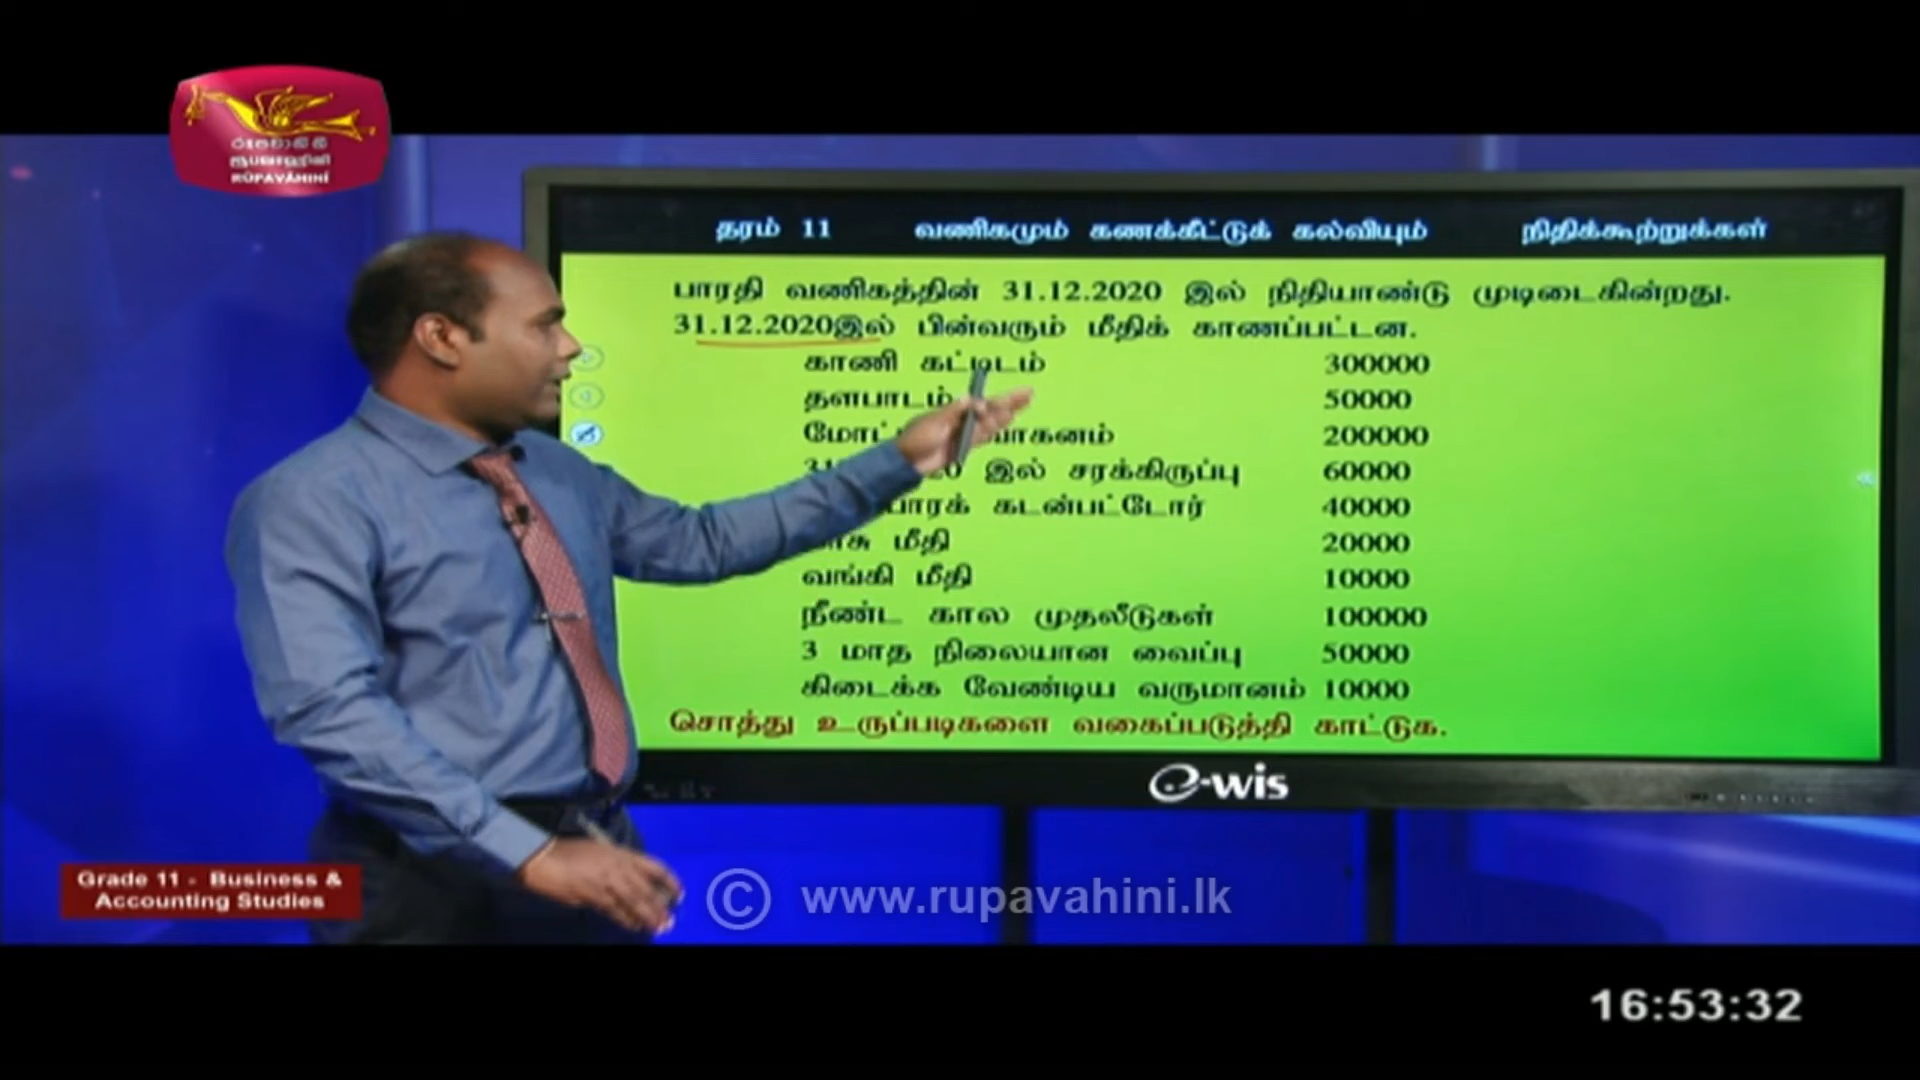 රූපවාහිනී
ரூபவாஹினி
RŪPAVĀHINĪ
தரம் 11 வணிகமும் கணக்கீட்டுக் கல்வியும் நிதிக்கூற்றுக்கள்
பாரதி வணிகத்தின் 31.12.2020 இல் நிதியாண்டு முடிடைகின்றது.
31.12.2020இல் பின்வரும் மீதிக் காணப்பட்டன.
காணி கட்டிடம் 300000
தளபாடம் 50000
200000
இல் சரக்கிருப்பு 60000
கடன்பட்டோர் 40000
மீதி 20000
வங்கி மீதி 10000
நீண்ட கால முதலீடுகள் 100000
3 மாத நிலையான வைப்பு 50000
கிடைக்க வேண்டிய வருமானம் 10000
சொத்து உருப்படிகளை வகைப்படுத்தி காட்டுக.
e-wis
Grade 11 - Business &
Accounting Studies
© www.rupavahini.lk
16:53:32